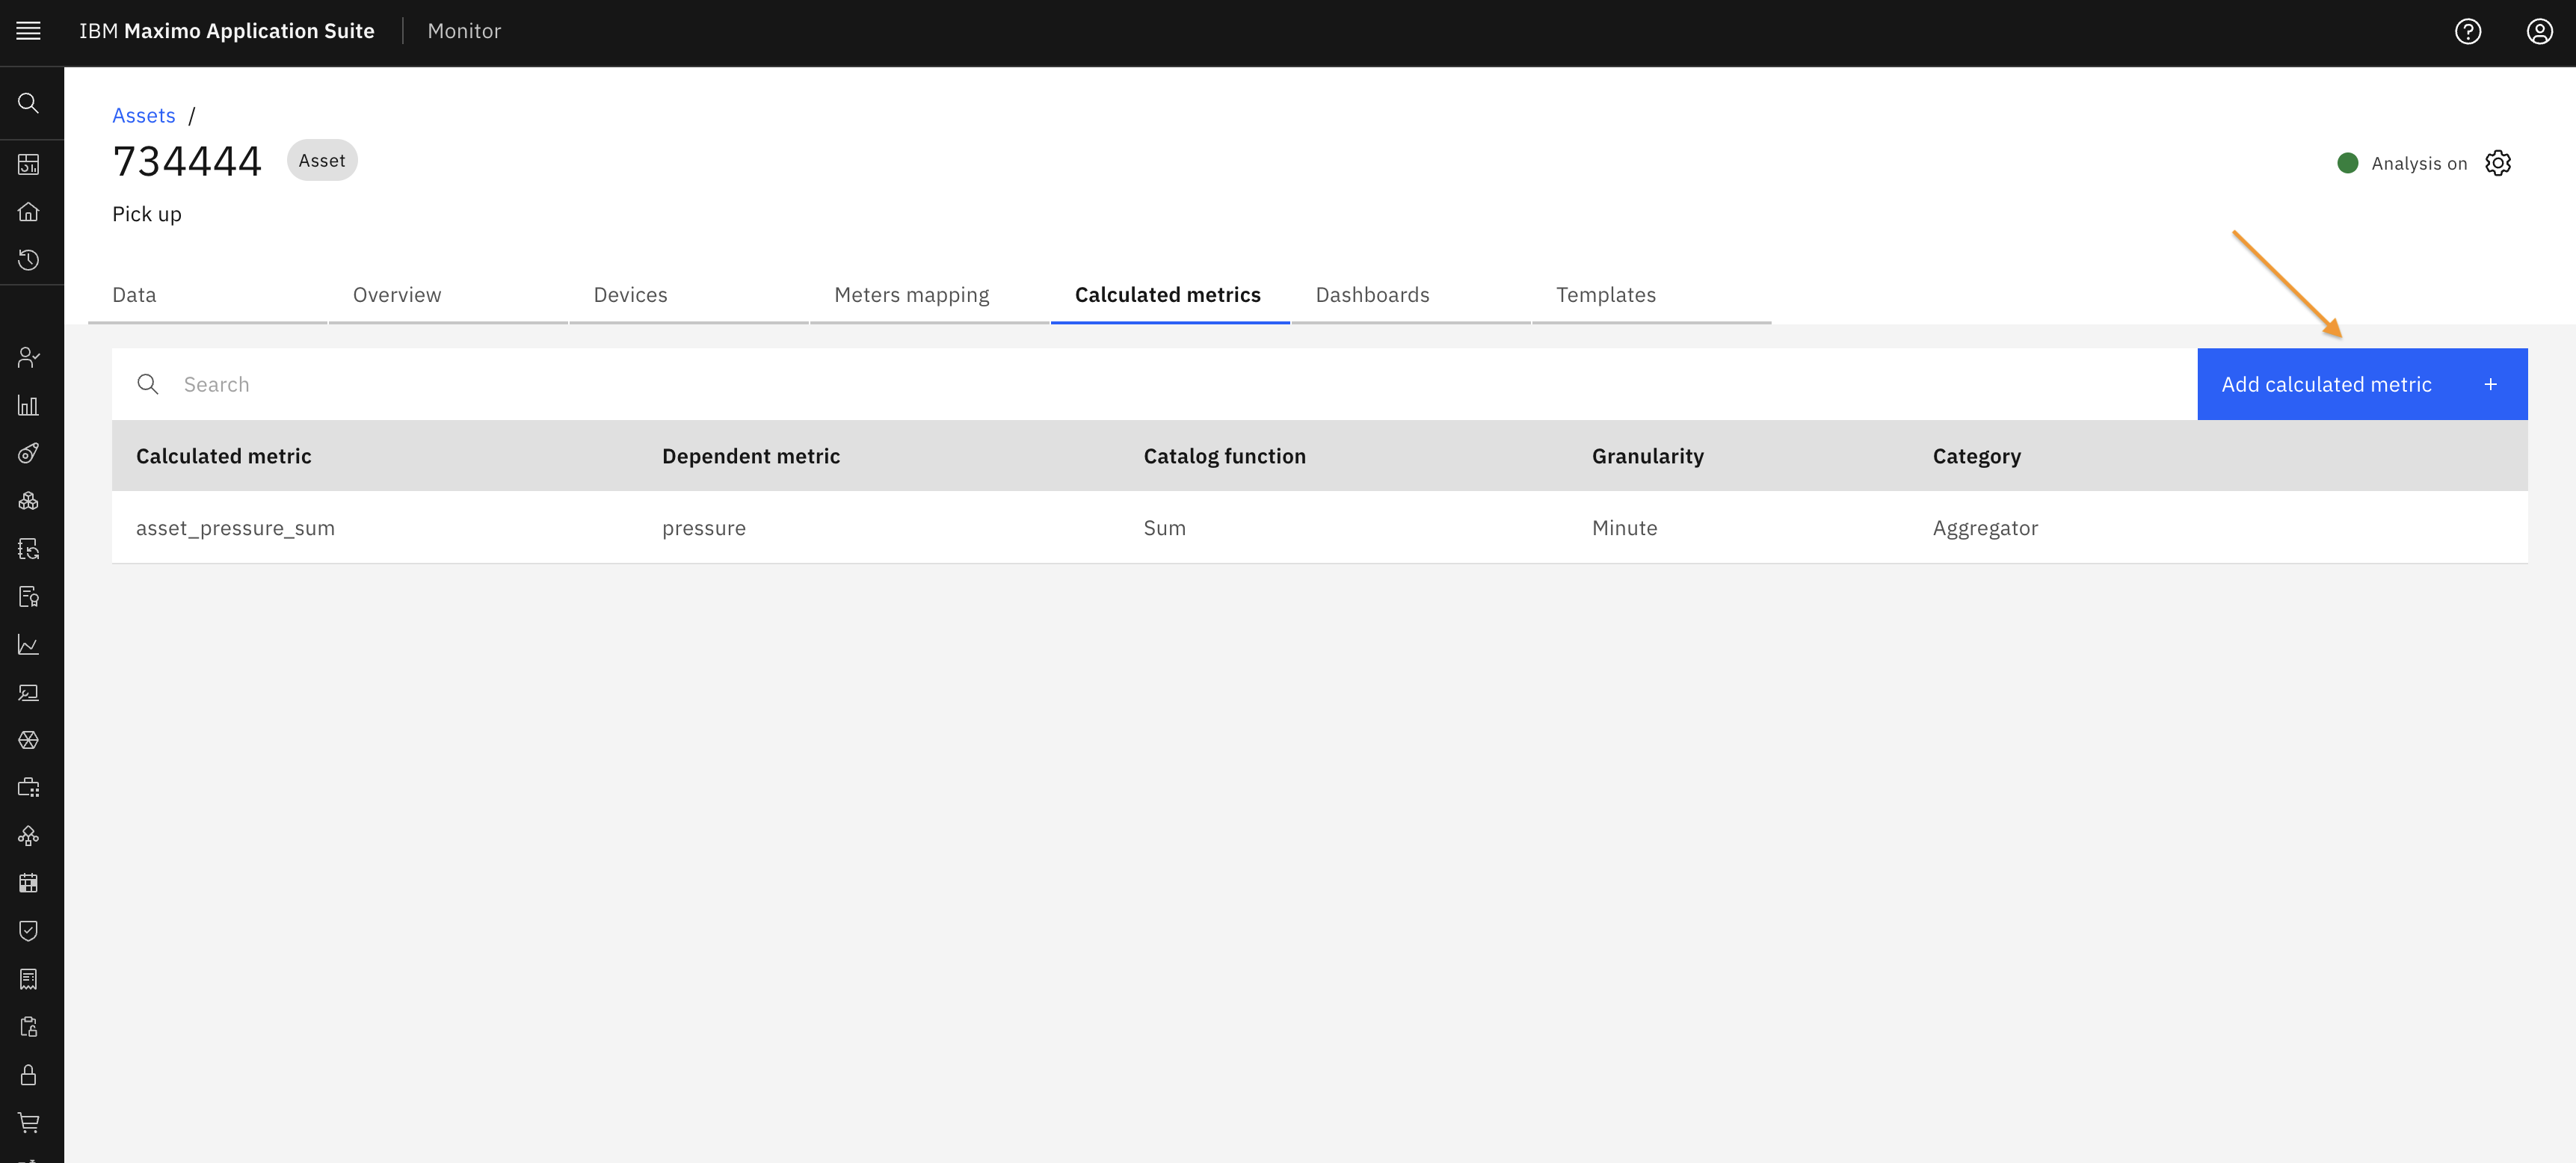 IBM Maximo Application Suite Monitor
Assets /
734444 Asset
Analysis on
Pick up
Data Overview Devices Meters mapping Calculated metrics Dashboards Templates
Search Add calculated metric +
Calculated metric Dependent metric Catalog function Granularity Category
asset_pressure_sum pressure Sum Minute Aggregator